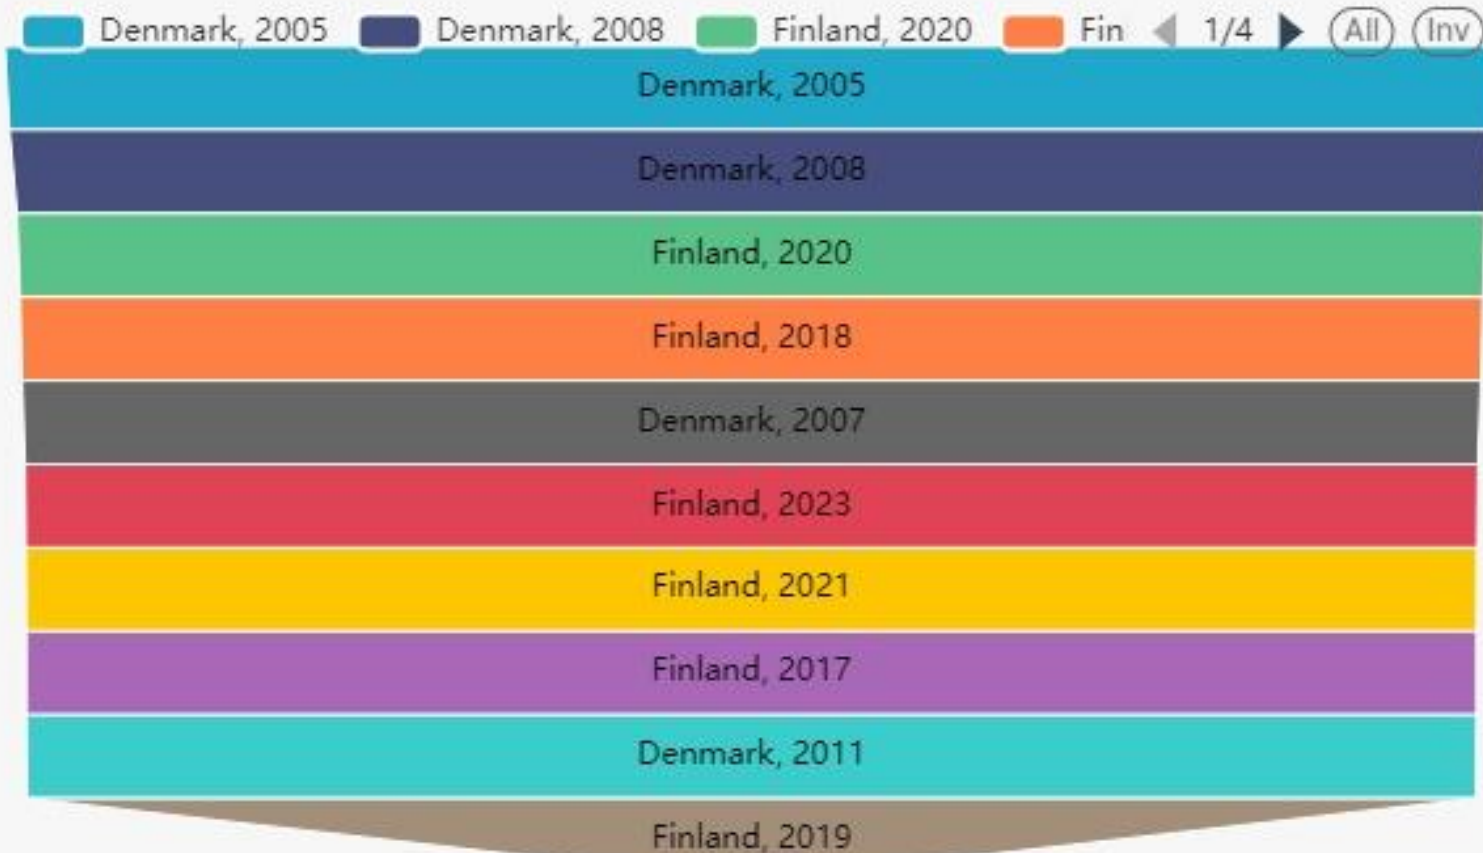 Denmark, 2005 Denmark, 2008 Finland, 2020 Fin 1/4 All Inv
Denmark, 2005
Denmark, 2008
Finland, 2020
Finland, 2018
Denmark, 2007
Finland, 2023
Finland, 2021
Finland, 2017
Denmark, 2011
Finland, 2019